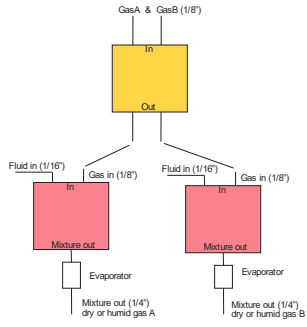 GasA & GasB (1/8")
In
Out
Fluid in (1/16")
Gas in (1/8")
In
Mixture out
Evaporator
Mixture out (1/4")
dry or humid gas A
Fluid in (1/16")
Gas in (1/8")
In
Mixture out
Evaporator
Mixture out (1/4")
dry or humid gas B